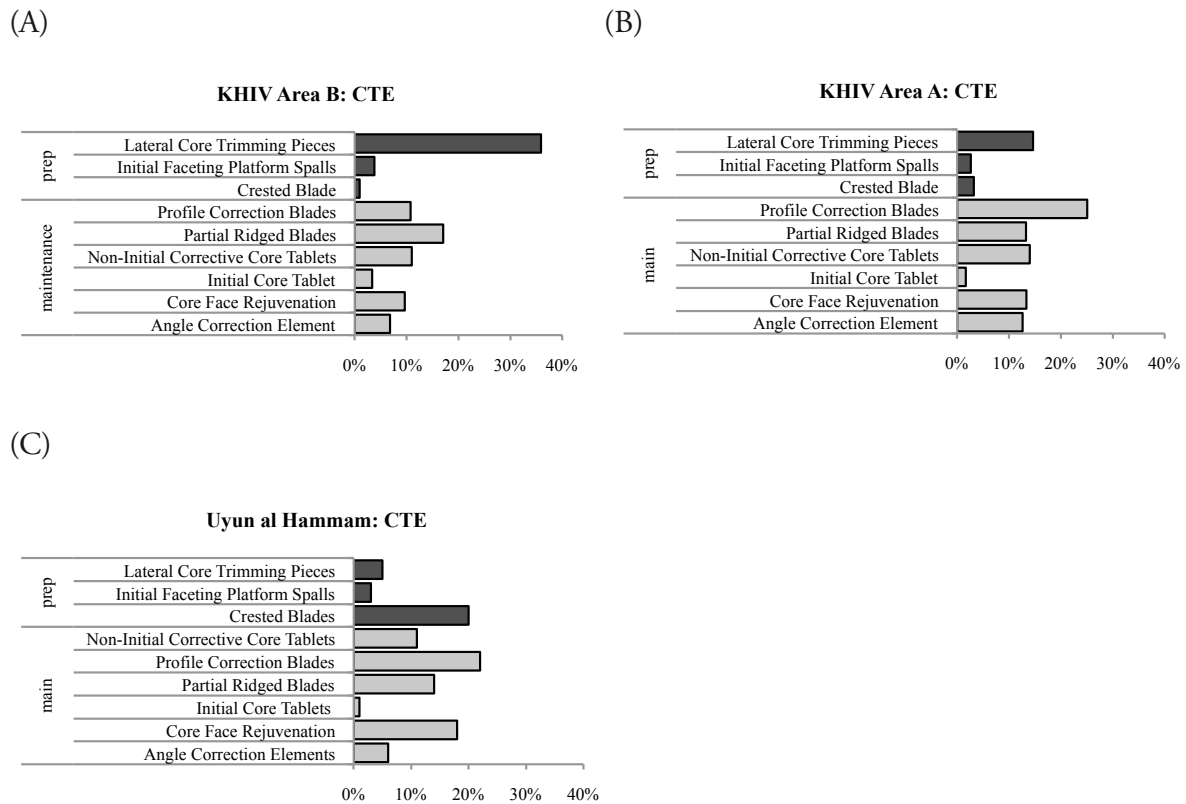 (A)
KHIV Area B: CTE
prep
Lateral Core Trimming Pieces
Initial Faceting Platform Spalls
Crested Blade
maintenance
Profile Correction Blades
Partial Ridged Blades
Non-Initial Corrective Core Tablets
Initial Core Tablet
Core Face Rejuvenation
Angle Correction Element
0% 10% 20% 30% 40%
(B)
KHIV Area A: CTE
prep
Lateral Core Trimming Pieces
Initial Faceting Platform Spalls
Crested Blade
main
Profile Correction Blades
Partial Ridged Blades
Non-Initial Corrective Core Tablets
Initial Core Tablet
Core Face Rejuvenation
Angle Correction Element
0% 10% 20% 30% 40%
(C)
Uyun al Hammam: CTE
prep
Lateral Core Trimming Pieces
Initial Faceting Platform Spalls
Crested Blades
main
Non-Initial Corrective Core Tablets
Profile Correction Blades
Partial Ridged Blades
Initial Core Tablets
Core Face Rejuvenation
Angle Correction Elements
0% 10% 20% 30% 40%